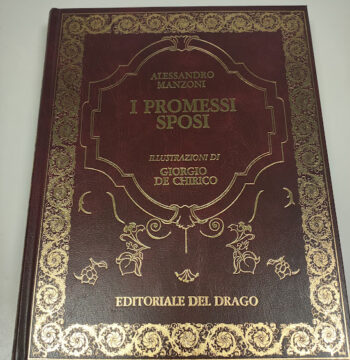 ALESSANDRO
MANZONI
I PROMESSI
SPOSI
ILLUSTRAZIONI DI
GIORGIO
DE CHIRICO
EDITORIALE DEL DRAGO